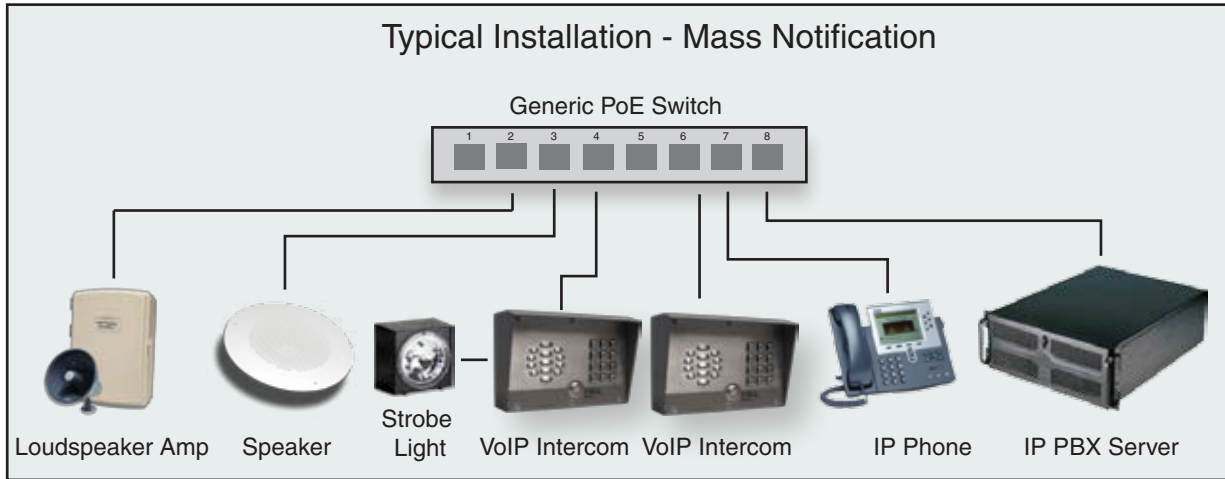 Typical Installation - Mass Notification
Generic PoE Switch
1 2 3 4 5 6 7 8
Loudspeaker Amp
Speaker
Strobe
Light
VoIP Intercom
VoIP Intercom
IP Phone
IP PBX Server